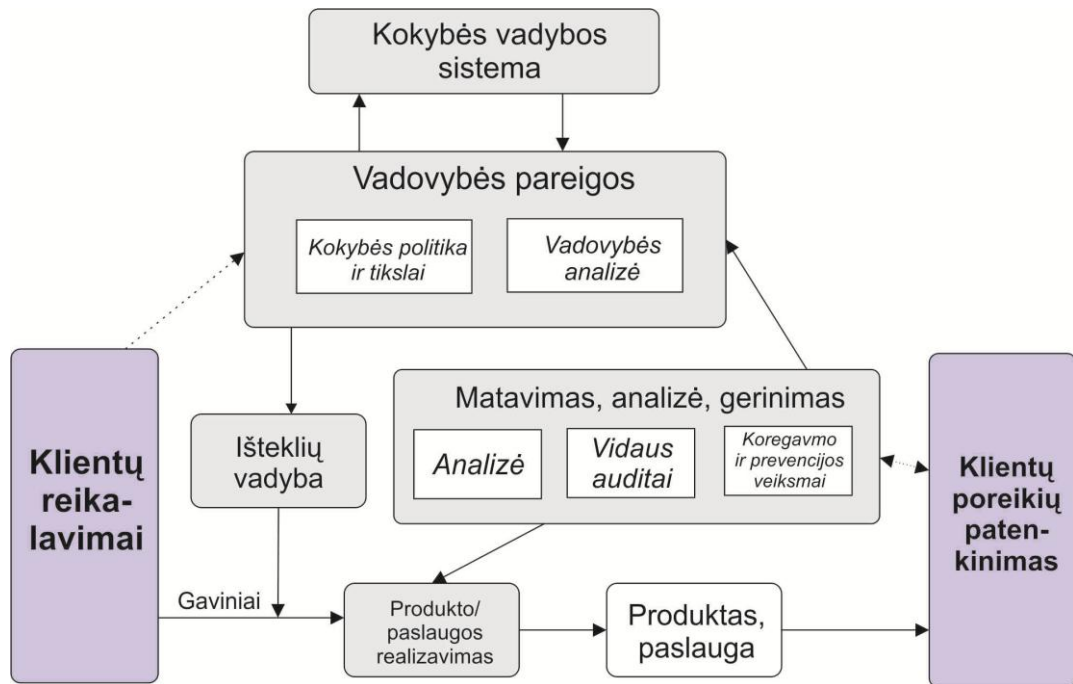 Kokybės vadybos
sistema
Vadovybės pareigos
Kokybės politika
ir tikslai
Vadovybės
analizė
Klientų
reika-
lavimai
Išteklių
vadyba
Matavimas, analizė, gerinimas
Analizė
Vidaus
auditai
Koregavmo
ir prevencijos
veiksmai
Klientų
poreikių
paten-
kinimas
Gaviniai
Produkto/
paslaugos
realizavimas
Produktas,
paslauga